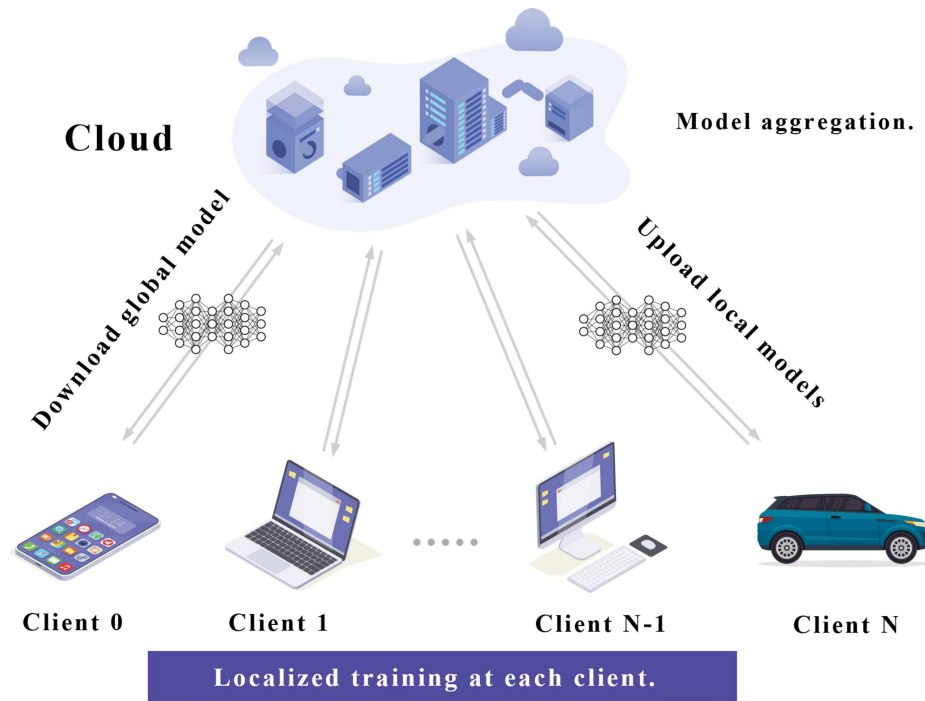 Cloud
Model aggregation.
Download global model
Upload local models
Client 0
Client 1
Client N-1
Client N
Localized training at each client.